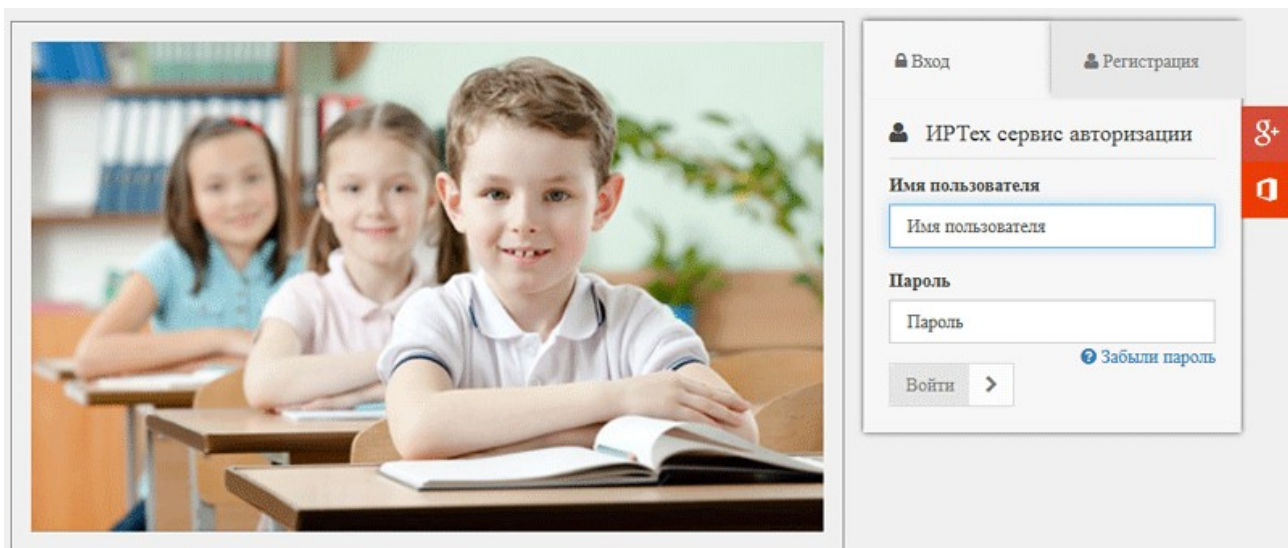 Вход
Регистрация
ИРТех сервис авторизации
Имя пользователя
Имя пользователя
Пароль
Пароль
Забыли пароль
Войти
g+